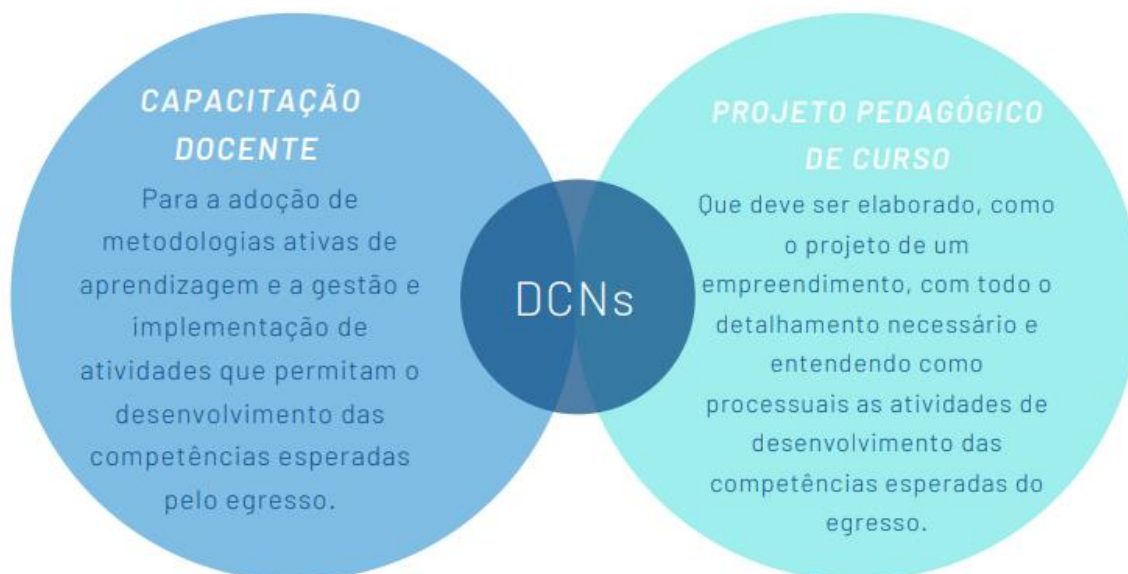 CAPACITAÇÃO
DOCENTE
Para a adoção de
metodologias ativas de
aprendizagem e a gestão e
implementação de
atividades que permitam o
desenvolvimento das
competências esperadas
pelo egresso.
DCNs
PROJETO PEDAGÓGICO
DE CURSO
Que deve ser elaborado, como
o projeto de um
empreendimento, com todo o
detalhamento necessário e
entendendo como
processuais as atividades de
desenvolvimento das
competências esperadas do
egresso.